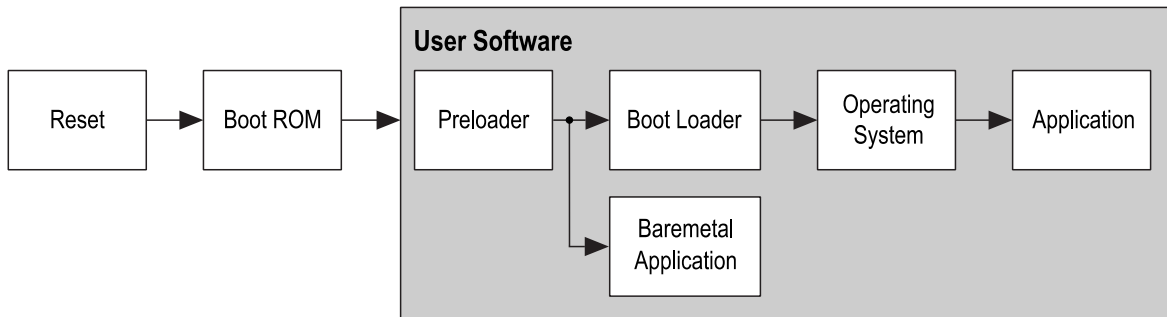 User Software
Reset
Boot ROM
Preloader
Boot Loader
Operating
System
Application
Baremetal
Application